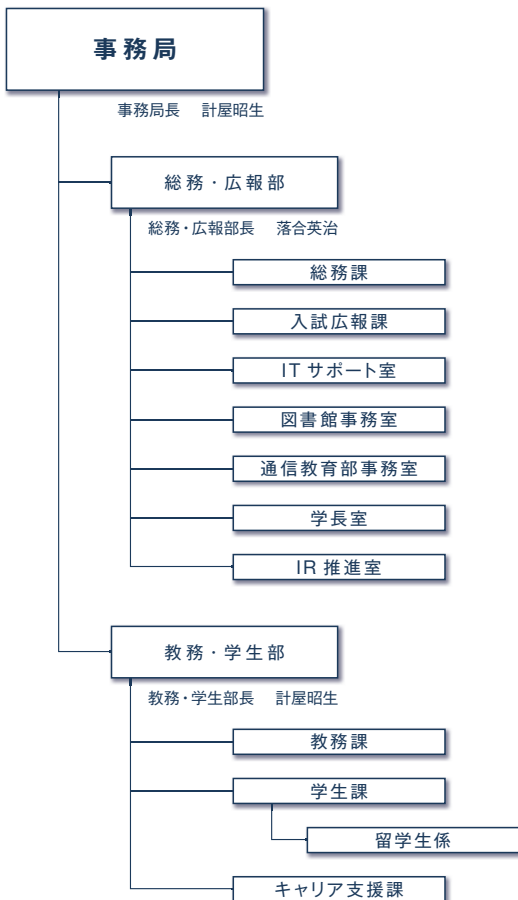 事務局
事務局長　計屋昭生
総務・広報部
総務・広報部長　落合英治
総務課
入試広報課
IT サポート室
図書館事務室
通信教育部事務室
学長室
IR 推進室
教務・学生部
教務・学生部長　計屋昭生
教務課
学生課
留学生係
キャリア支援課